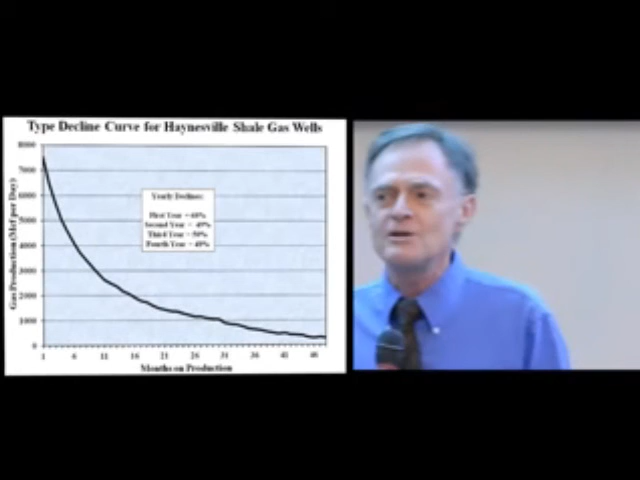 Type Decline Curve for Haynesville Shale Gas Wells
Gas Production (Mcf per Day)
8000
7000
6000
5000
4000
3000
2000
1000
0
Yearly Declines:
First Year = 68%
Second Year = 49%
Third Year = 50%
Fourth Year = 48%
1 6 11 16 21 26 31 36 41 46
Months on Production